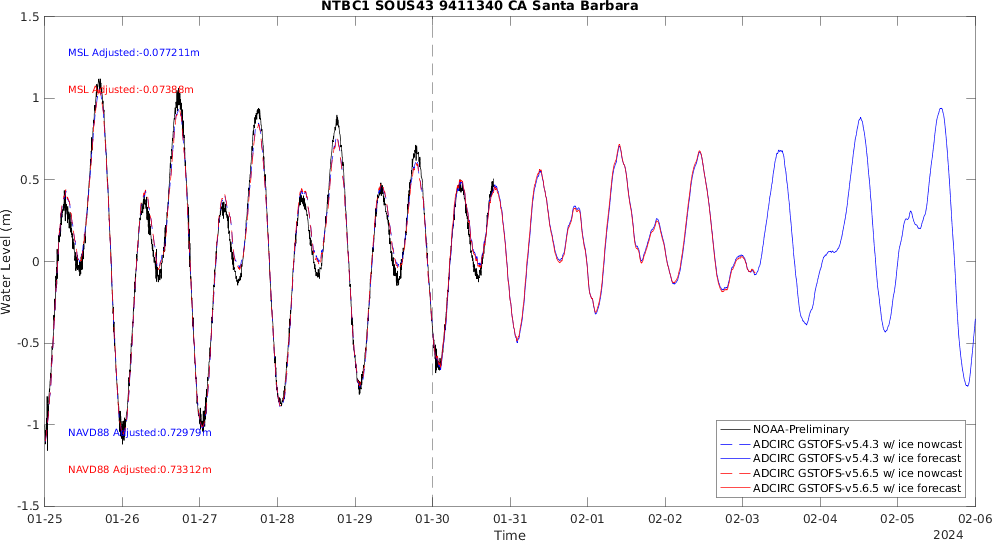 NTBC1 SOUS43 9411340 CA Santa Barbara
1.5
MSL Adjusted:-0.077211m
MSL Adjusted:-0.07388m
1
0.5
0
-0.5
-1
-1.5
Water Level (m)
NAVD88 Adjusted:0.72979m
NAVD88 Adjusted:0.73312m
NOAA-Preliminary
ADCIRC GSTOFS-v5.4.3 w/ ice nowcast
ADCIRC GSTOFS-v5.4.3 w/ ice forecast
ADCIRC GSTOFS-v5.6.5 w/ ice nowcast
ADCIRC GSTOFS-v5.6.5 w/ ice forecast
01-25 01-26 01-27 01-28 01-29 01-30 01-31 02-01 02-02 02-03 02-04 02-05 02-06
Time
2024